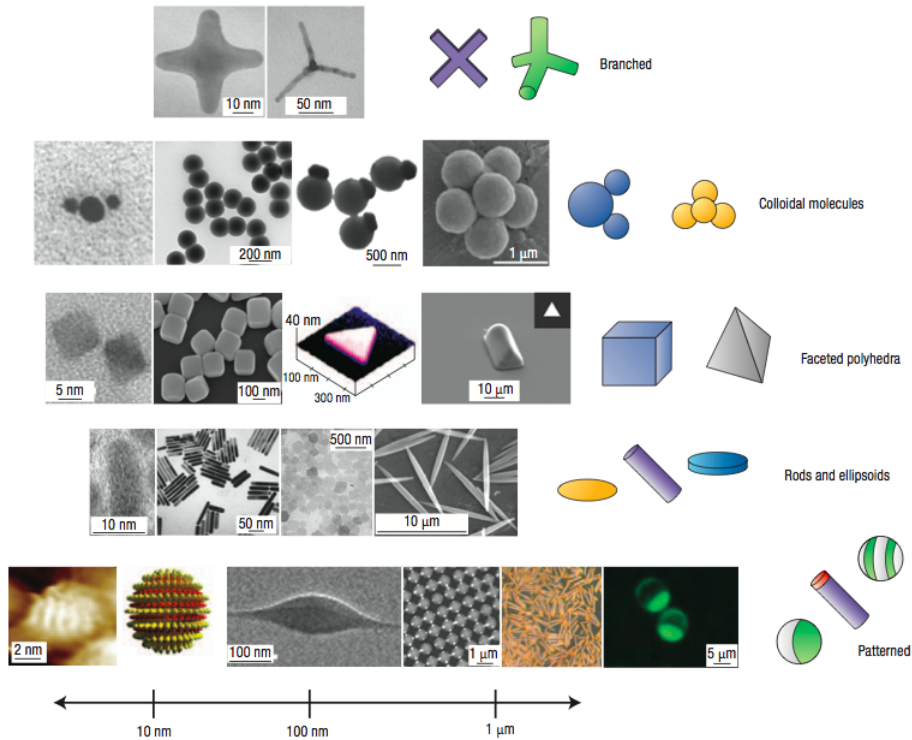 10 nm
50 nm
Branched
200 nm
500 nm
1 μm
Colloidal molecules
5 nm
100 nm
40 nm
100 nm
300 nm
10 μm
Faceted polyhedra
10 nm
50 nm
500 nm
10 μm
Rods and ellipsoids
2 nm
100 nm
1 μm
5 μm
Patterned
10 nm
100 nm
1 μm